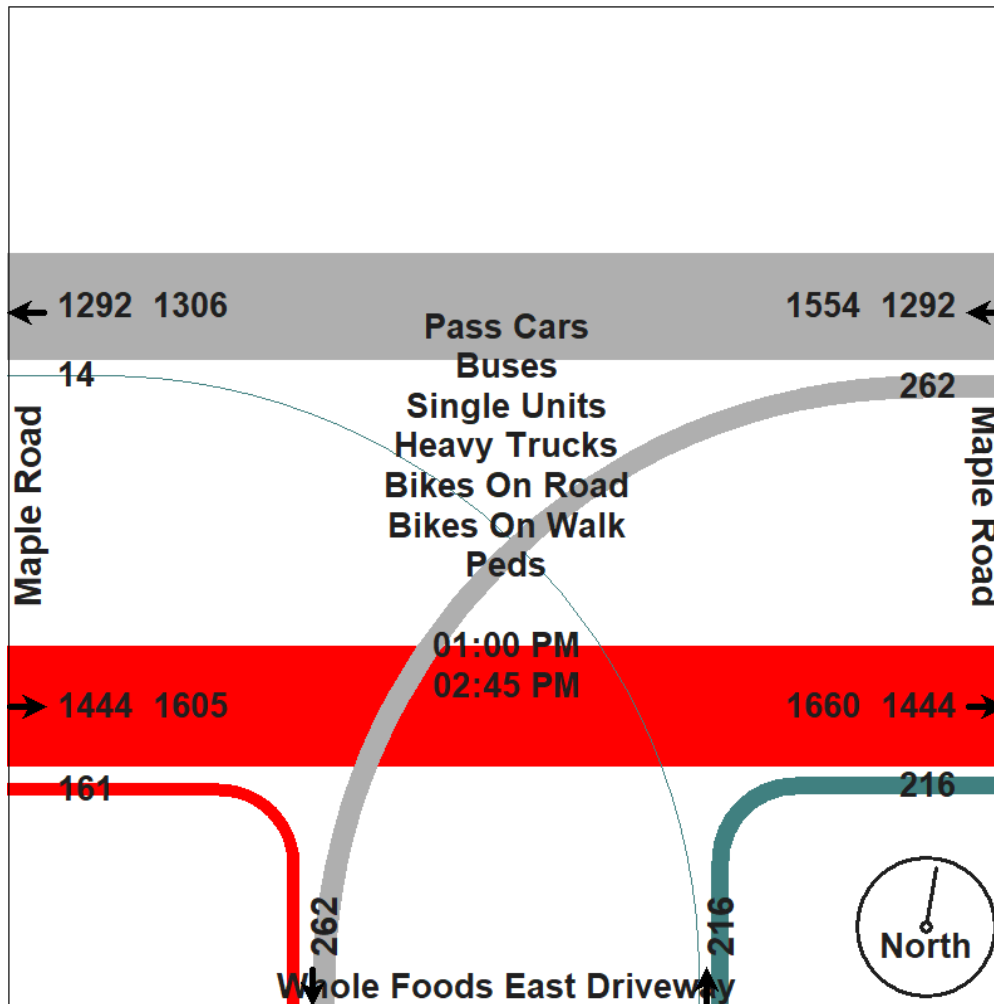 1292 1306
1554 1292
Pass Cars
Buses
Single Units
Heavy Trucks
Bikes On Road
Bikes On Walk
Peds
14
262
Maple Road
Maple Road
01:00 PM
02:45 PM
1444 1605
1660 1444
161
216
262
216
North
Whole Foods East Driveway